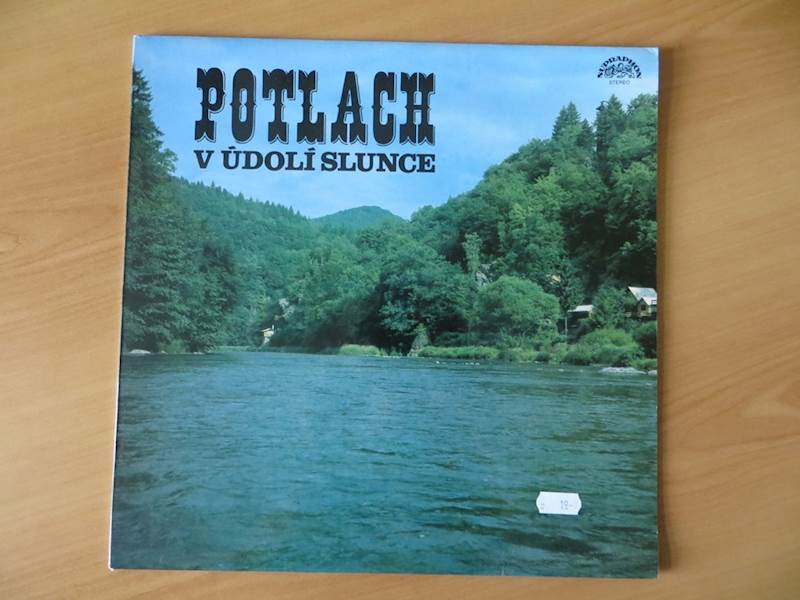 POTLACH
V ÚDOLÍ SLUNCE
SUPRAPHON
STEREO